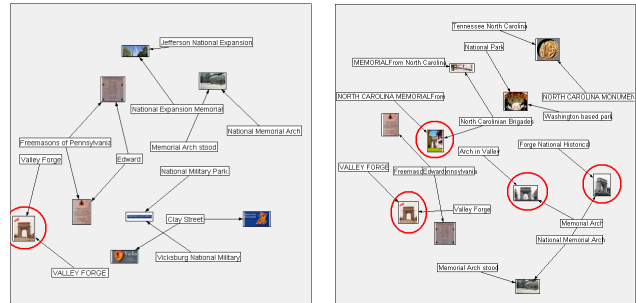 Jefferson National Expansion
National Expansion Memorial
National Memorial Arch
Memorial Arch stood
Freemasons of Pennsylvania
Edward
Valley Forge
National Military Park
Clay Street
Vicksburg National Military
VALLEY FORGE
Tennessee North Carolina
National Park
MEMORIALFrom North Carolina
NORTH CAROLINA MEMORIALFrom
NORTH CAROLINA MONUMEN
Washington based park
North Carolinian Brigades
Forge National Historical
Arch in Valley
VALLEY FORGE
FreemasdEdwardnnsylvania
Valley Forge
Memorial Arch
National Memorial Arch
Memorial Arch stood